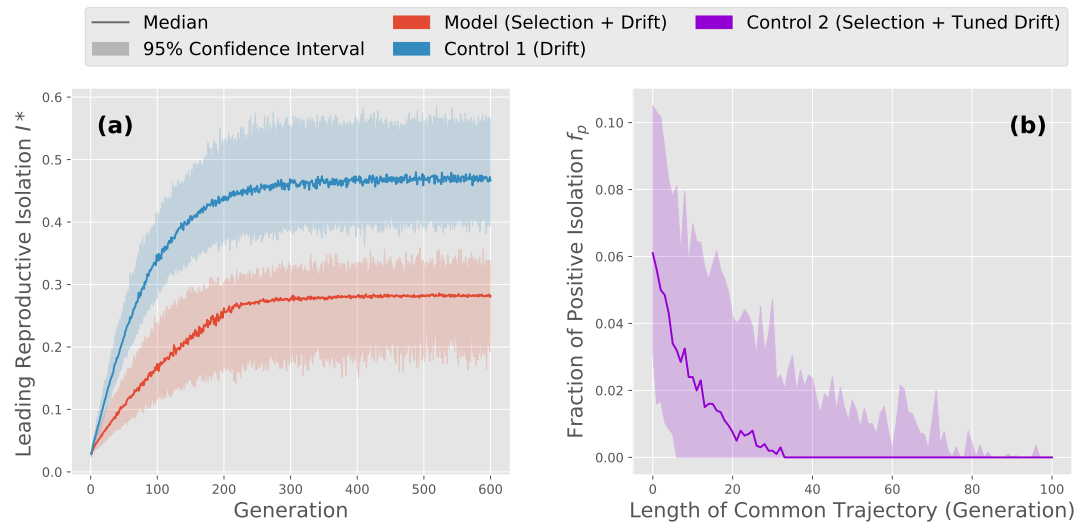 Median
95% Confidence Interval
Model (Selection + Drift)
Control 1 (Drift)
Control 2 (Selection + Tuned Drift)
(a)
Leading Reproductive Isolation I*
0.6
0.5
0.4
0.3
0.2
0.1
0.0
0 100 200 300 400 500 600
Generation
(b)
Fraction of Positive Isolation fp
0.10
0.08
0.06
0.04
0.02
0.00
0 20 40 60 80 100
Length of Common Trajectory (Generation)